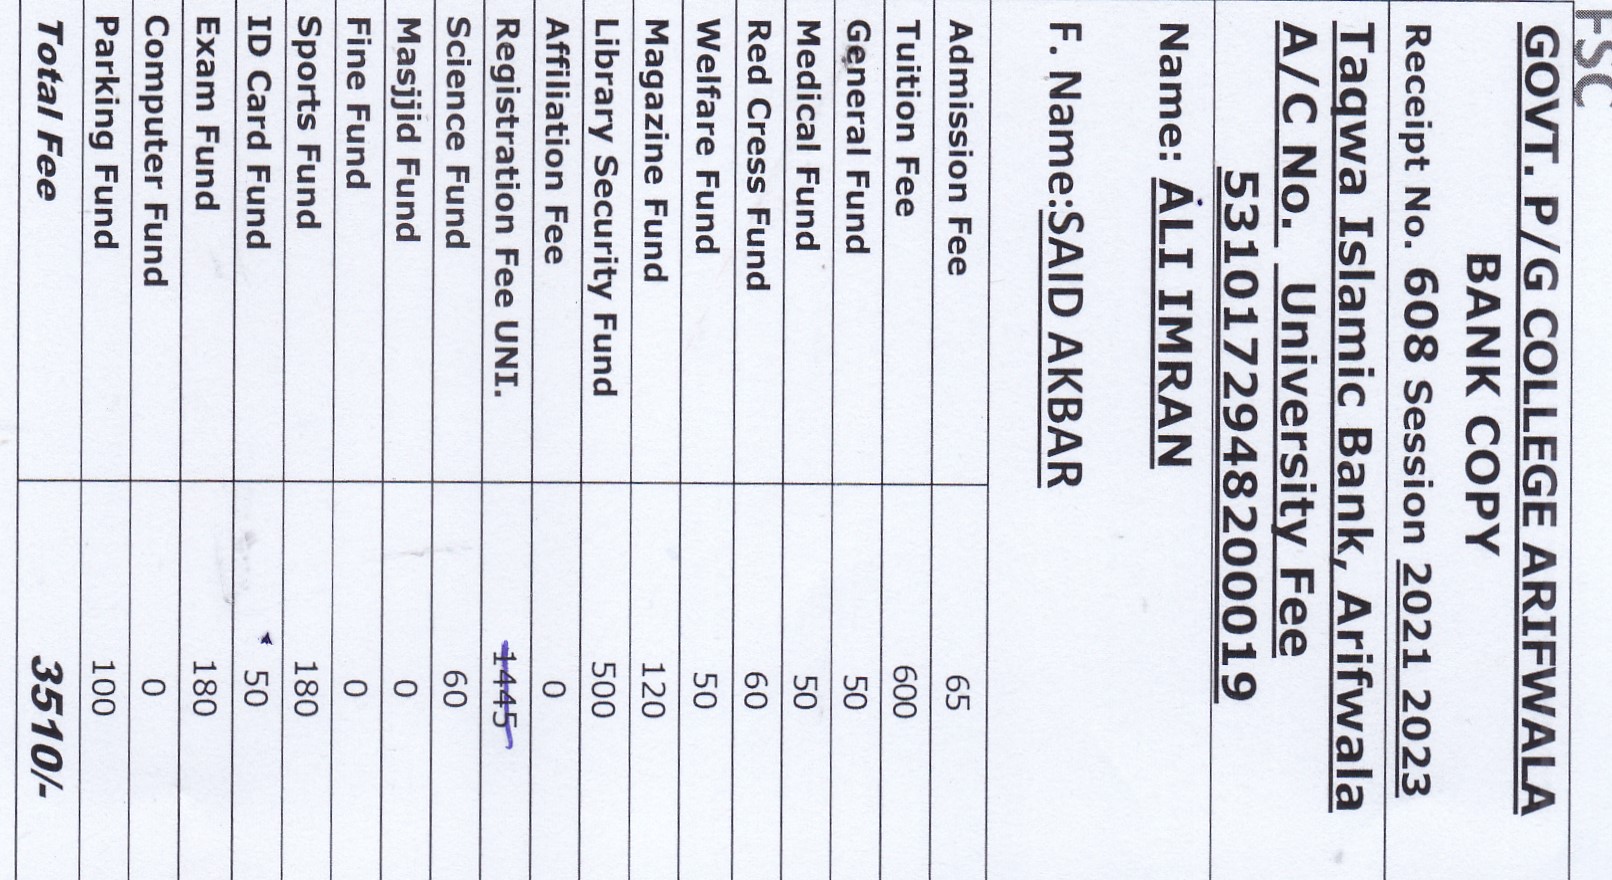 FSC
GOVT. P/G COLLEGE ARIFWALA
BANK COPY
Receipt No. 608 Session 2021 2023
Taqwa Islamic Bank, Arifwala
A/C No. University Fee
5310172948200019
Name: ALI IMRAN
F. Name:SAID AKBAR
Admission Fee 65
Tuition Fee 600
General Fund 50
Medical Fund 50
Red Cress Fund 60
Welfare Fund 50
Magazine Fund 120
Library Security Fund 500
Affiliation Fee 0
Registration Fee UNI. 1445
Science Fund 60
Masjjid Fund 0
Fine Fund 0
Sports Fund 180
ID Card Fund 50
Exam Fund 180
Computer Fund 0
Parking Fund 100
Total Fee 3510/-